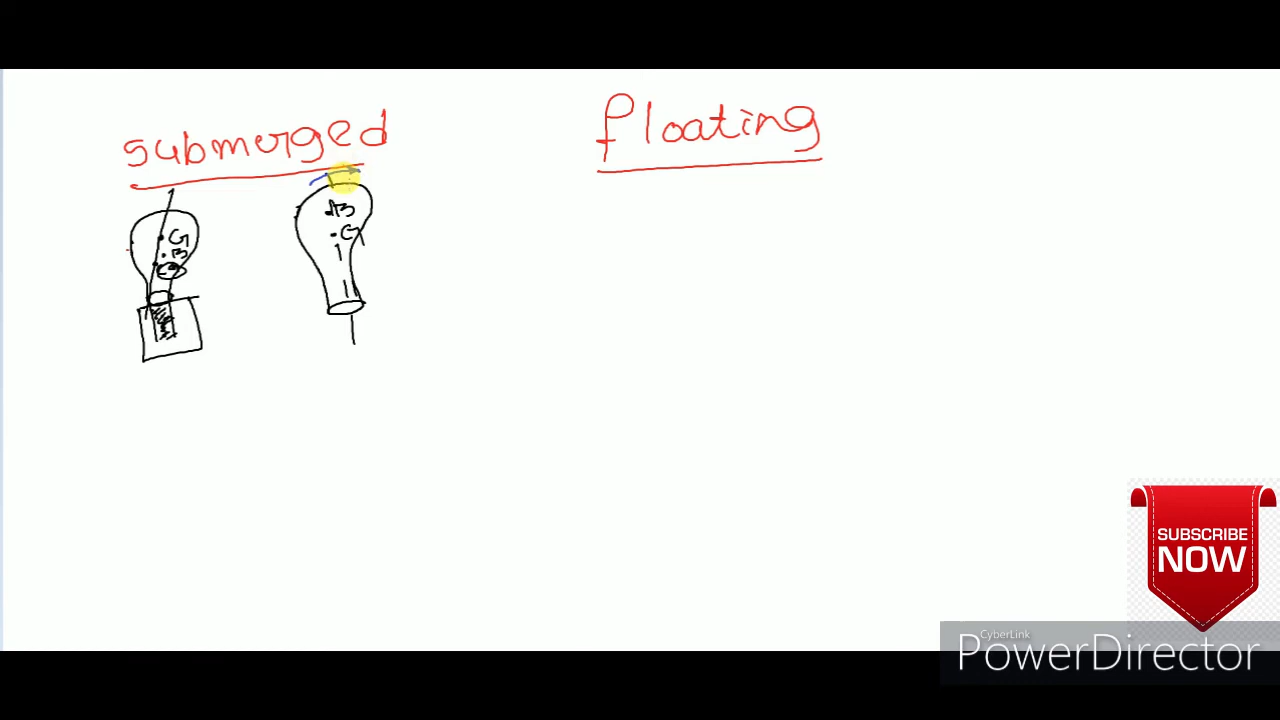 submerged
floating
G
B
B
G
SUBSCRIBE
NOW
CyberLink
PowerDirector